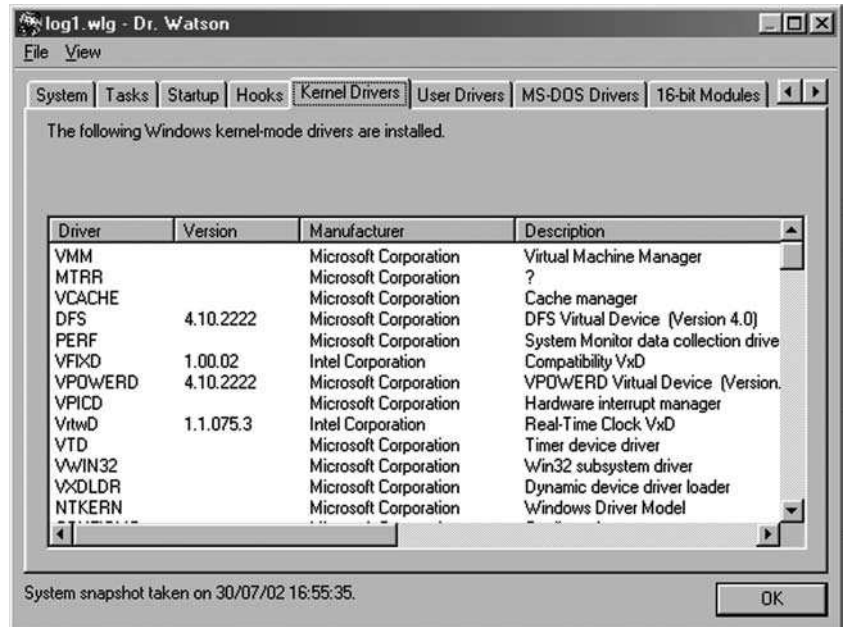 log1.wlg - Dr. Watson
File View
System Tasks Startup Hooks Kernel Drivers User Drivers MS-DOS Drivers 16-bit Modules
The following Windows kernel-mode drivers are installed.
Driver Version Manufacturer Description
VMM Microsoft Corporation Virtual Machine Manager
MTRR Microsoft Corporation ?
VCACHE Microsoft Corporation Cache manager
DFS 4.10.2222 Microsoft Corporation DFS Virtual Device (Version 4.0)
PERF Microsoft Corporation System Monitor data collection drive
VFIXD 1.00.02 Intel Corporation Compatibility VxD
VPOWERD 4.10.2222 Microsoft Corporation VPOWERD Virtual Device (Version.
VPICD Microsoft Corporation Hardware interrupt manager
VrtwD 1.1.075.3 Intel Corporation Real-Time Clock VxD
VTD Microsoft Corporation Timer device driver
VWIN32 Microsoft Corporation Win32 subsystem driver
VXDLDR Microsoft Corporation Dynamic device driver loader
NTKERN Microsoft Corporation Windows Driver Model
System snapshot taken on 30/07/02 16:55:35.
OK